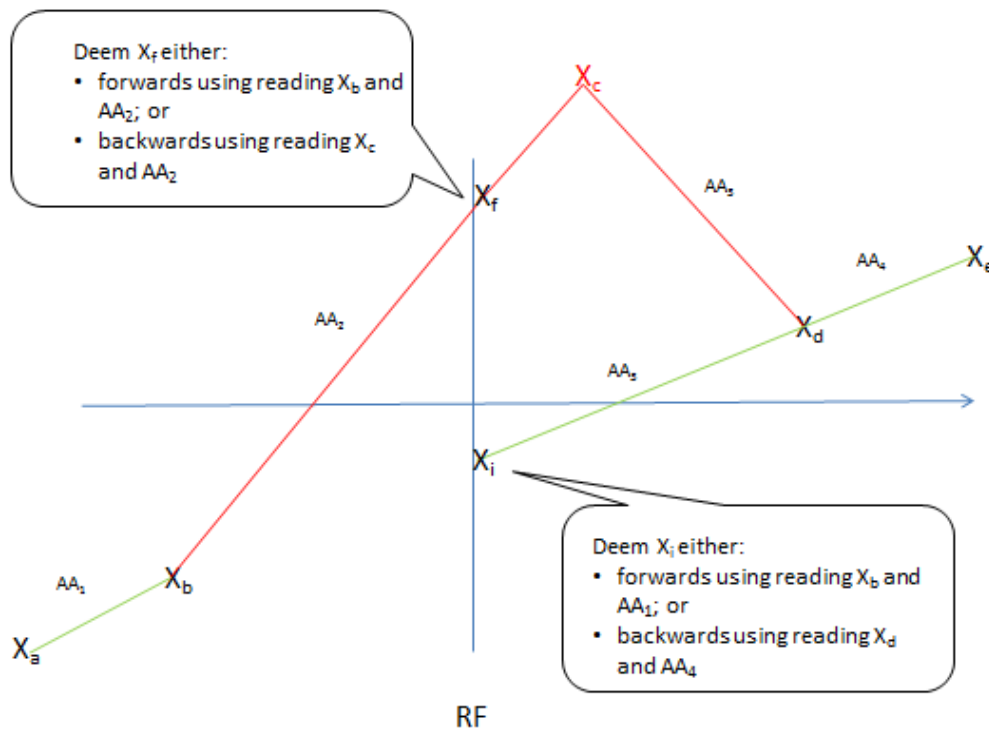 Deem Xf either:
• forwards using reading Xb and
AA2; or
• backwards using reading Xc
and AA2
Xc
Xf
AA3
AA4
Xe
AA2
Xd
AA3
Xi
Deem Xi either:
• forwards using reading Xb and
AA1; or
• backwards using reading Xd
and AA4
AA1
Xb
Xa
RF